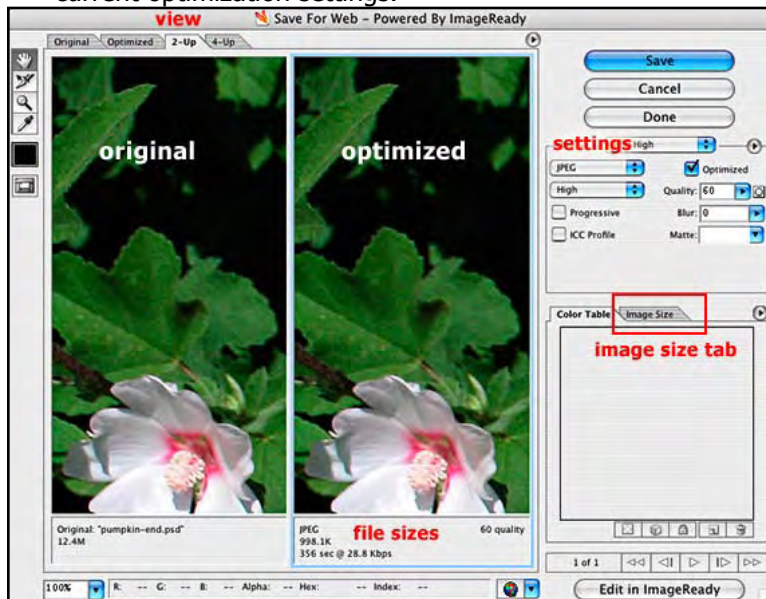 current optimization settings.
view
Save For Web – Powered By ImageReady
Original Optimized 2-Up 4-Up
original
optimized
Save
Cancel
Done
settings High
JPEG Optimized
High Quality: 60
Progressive Blur: 0
ICC Profile Matte:
Color Table Image Size
image size tab
Original: "pumpkin-end.psd"
12.4M
JPEG 60 quality
998.1K
356 sec @ 28.8 Kbps
file sizes
1 of 1
100% R: -- G: -- B: -- Alpha: -- Hex: -- Index: --
Edit in ImageReady